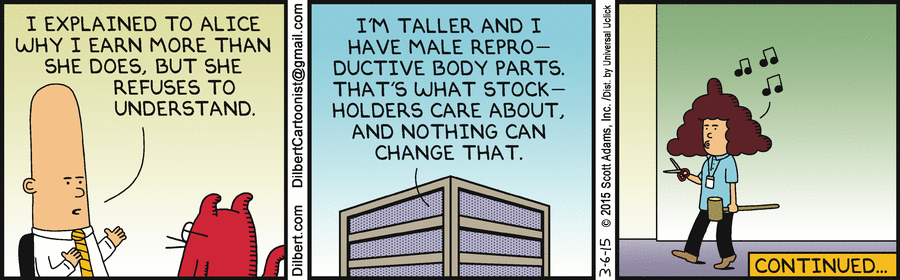 I EXPLAINED TO ALICE
WHY I EARN MORE THAN
SHE DOES, BUT SHE
REFUSES TO
UNDERSTAND.
Dilbert.com DilbertCartoonist@gmail.com
I'M TALLER AND I
HAVE MALE REPRO-
DUCTIVE BODY PARTS.
THAT'S WHAT STOCK-
HOLDERS CARE ABOUT,
AND NOTHING CAN
CHANGE THAT.
3-6-15 © 2015 Scott Adams, Inc. /Dist. by Universal Uclick
CONTINUED...